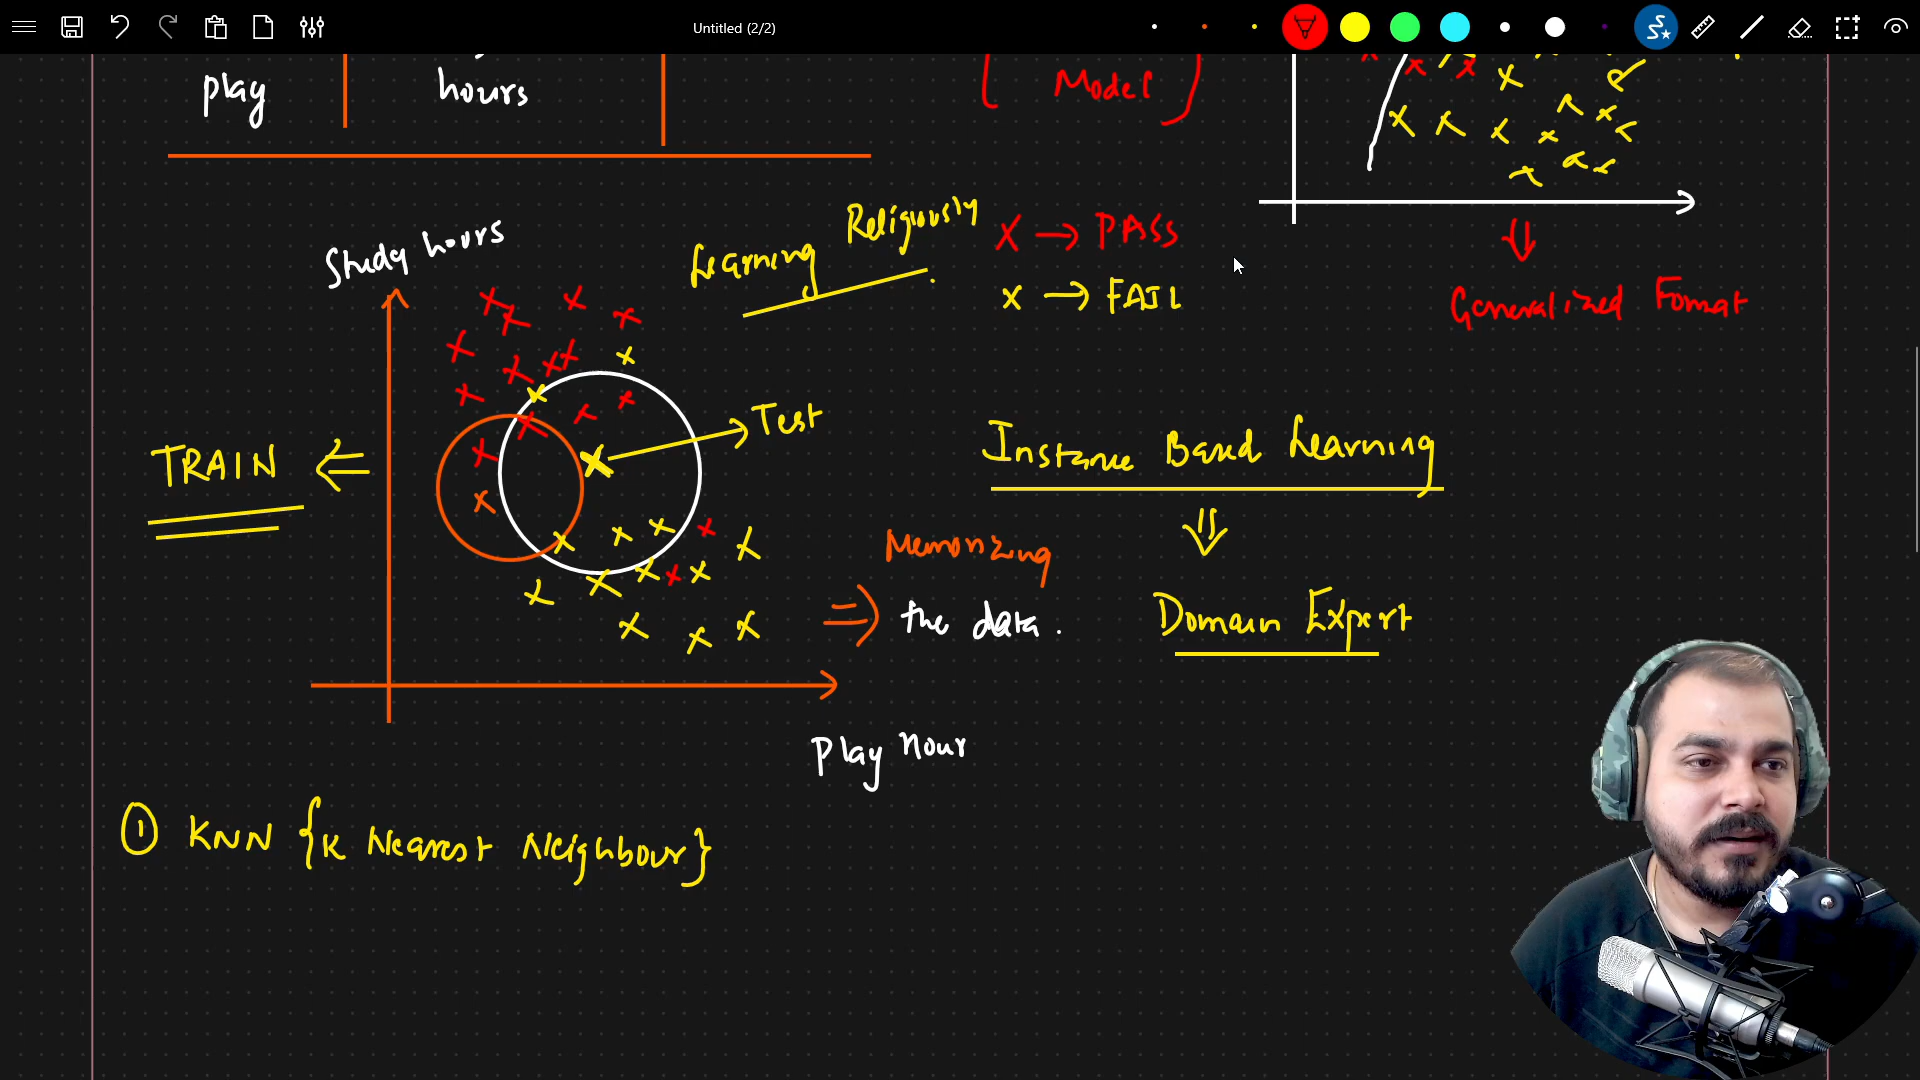 Untitled (2/2)
play
hours
Model
Study hours
Learning Religiously
X → PASS
x → FAIL
Generalized Format
Test
TRAIN
Instance Based Learning
Memorizing
the data.
Domain Expert
Play hour
① KNN {K Nearest Neighbour}